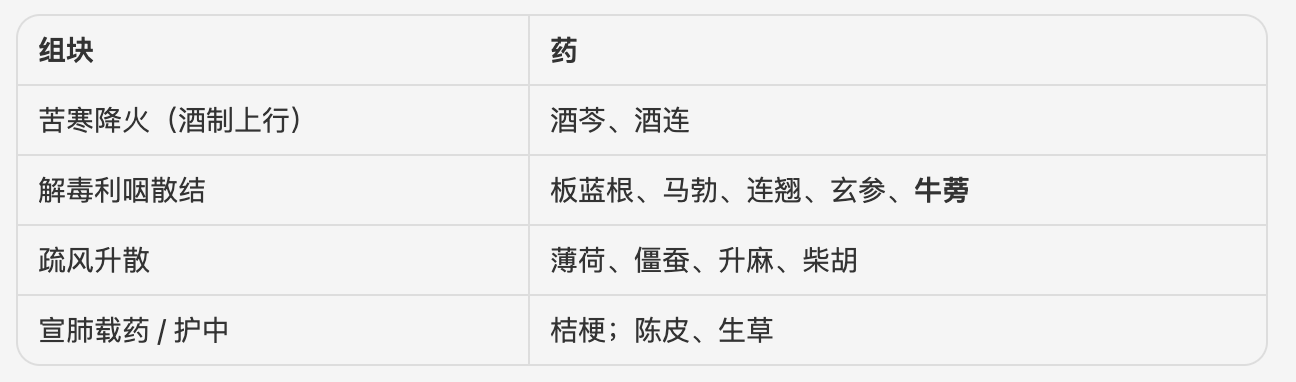 组块 药
苦寒降火（酒制上行） 酒芩、酒连
解毒利咽散结 板蓝根、马勃、连翘、玄参、牛蒡
疏风升散 薄荷、僵蚕、升麻、柴胡
宣肺载药 / 护中 桔梗；陈皮、生草